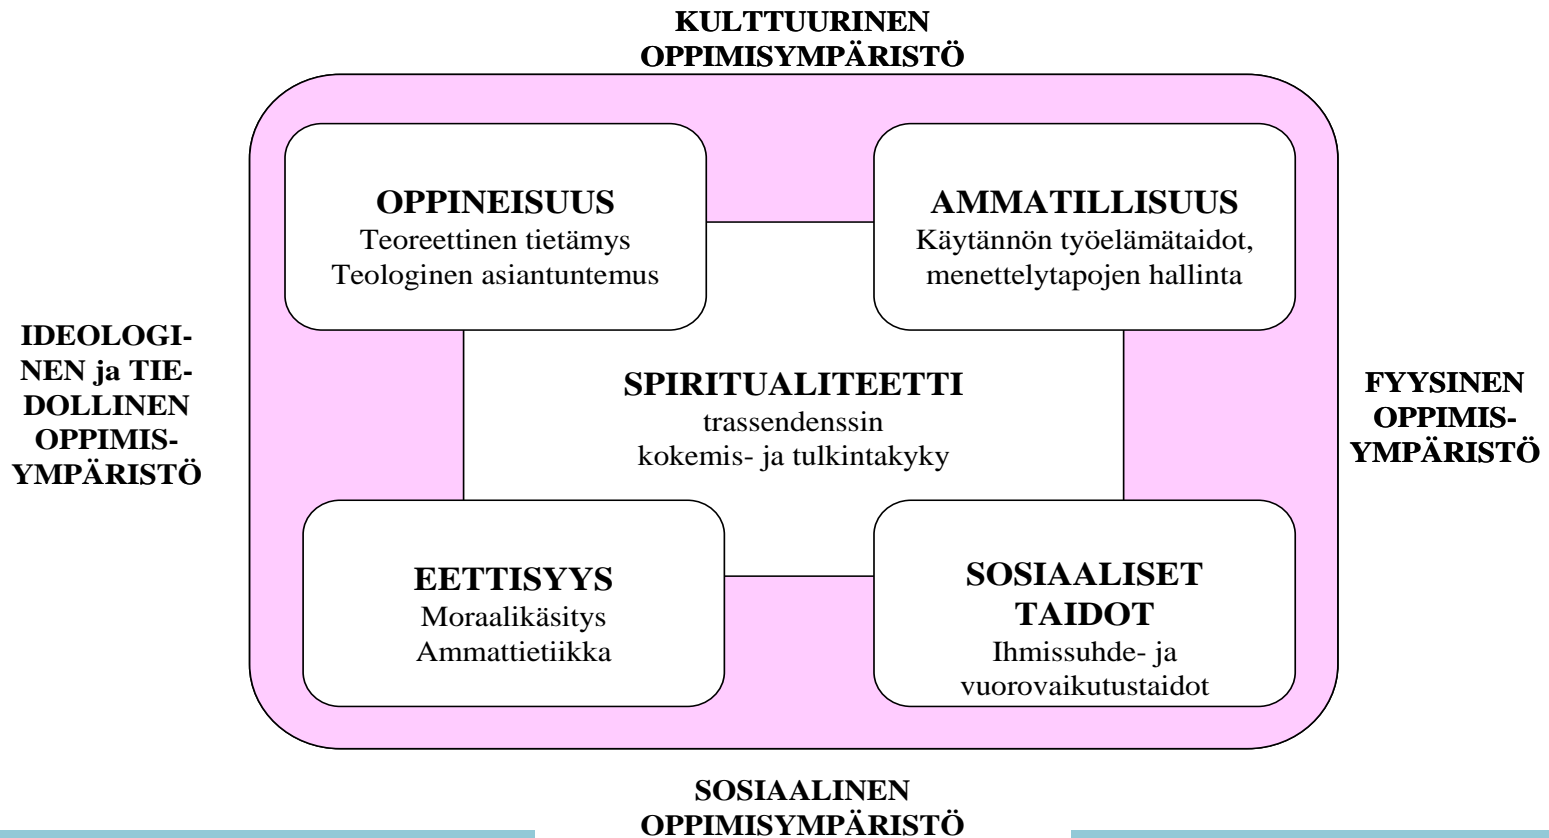 KULTTUURINEN
OPPIMISYMPÄRISTÖ
OPPINEISUUS
Teoreettinen tietämys
Teologinen asiantuntemus
AMMATILLISUUS
Käytännön työelämätaidot,
menettelytapojen hallinta
IDEOLOGI-
NEN ja TIE-
DOLLINEN
OPPIMIS-
YMPÄRISTÖ
SPIRITUALITEETTI
trassendenssin
kokemis- ja tulkintakyky
FYYSINEN
OPPIMIS-
YMPÄRISTÖ
EETTISYYS
Moraalikäsitys
Ammattietiikka
SOSIAALISET
TAIDOT
Ihmissuhde- ja
vuorovaikutustaidot
SOSIAALINEN
OPPIMISYMPÄRISTÖ